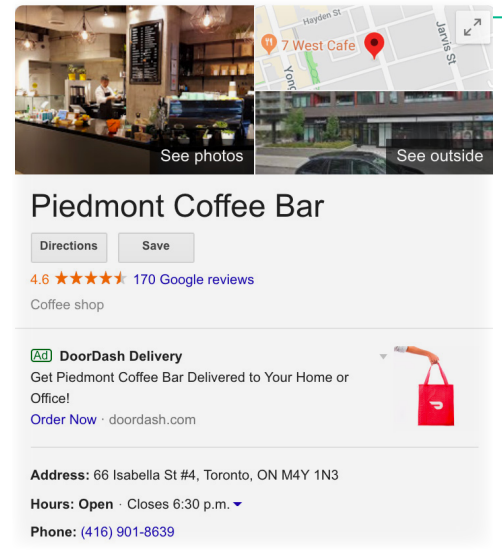 Hayden St
7 West Cafe
Jarvis St
Yong
See photos
See outside
Piedmont Coffee Bar
Directions
Save
4.6 ★★★★★ 170 Google reviews
Coffee shop
Ad DoorDash Delivery
Get Piedmont Coffee Bar Delivered to Your Home or
Office!
Order Now · doordash.com
Address: 66 Isabella St #4, Toronto, ON M4Y 1N3
Hours: Open · Closes 6:30 p.m.
Phone: (416) 901-8639